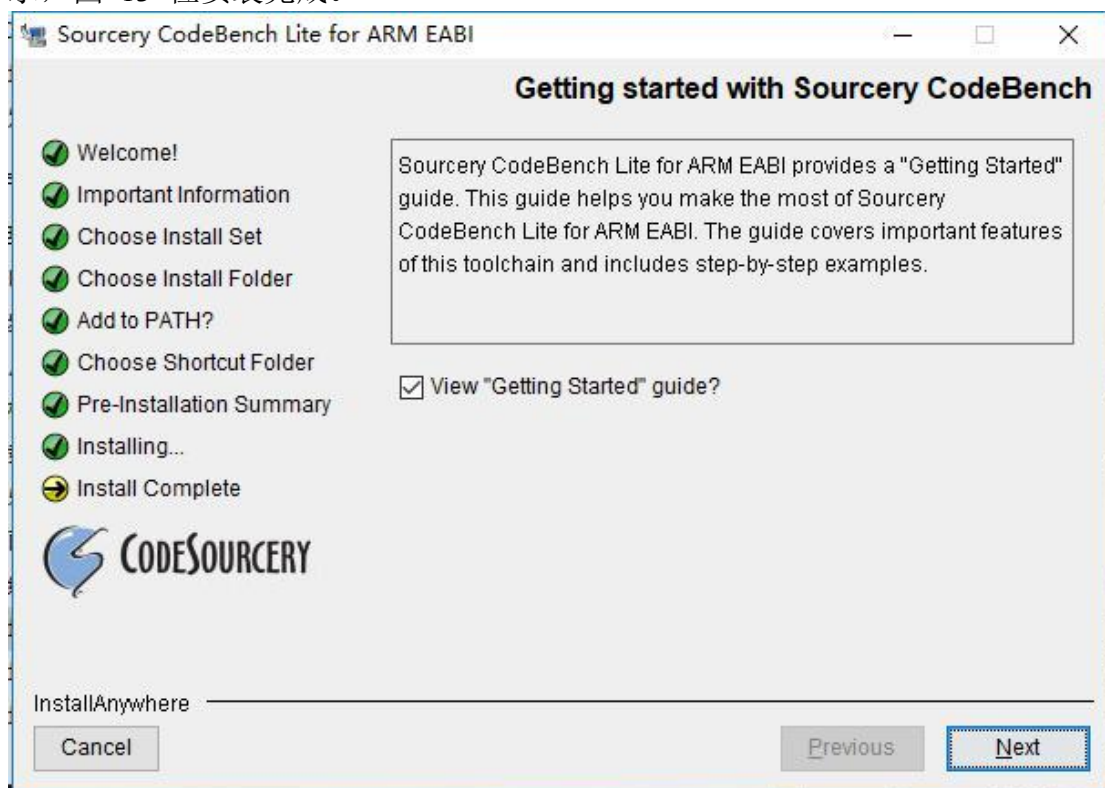 Sourcery CodeBench Lite for ARM EABI
Getting started with Sourcery CodeBench
Welcome!
Important Information
Choose Install Set
Choose Install Folder
Add to PATH?
Choose Shortcut Folder
Pre-Installation Summary
Installing...
Install Complete
CODESOURCERY
Sourcery CodeBench Lite for ARM EABI provides a "Getting Started"
guide. This guide helps you make the most of Sourcery
CodeBench Lite for ARM EABI. The guide covers important features
of this toolchain and includes step-by-step examples.
View "Getting Started" guide?
InstallAnywhere
Cancel
Previous
Next